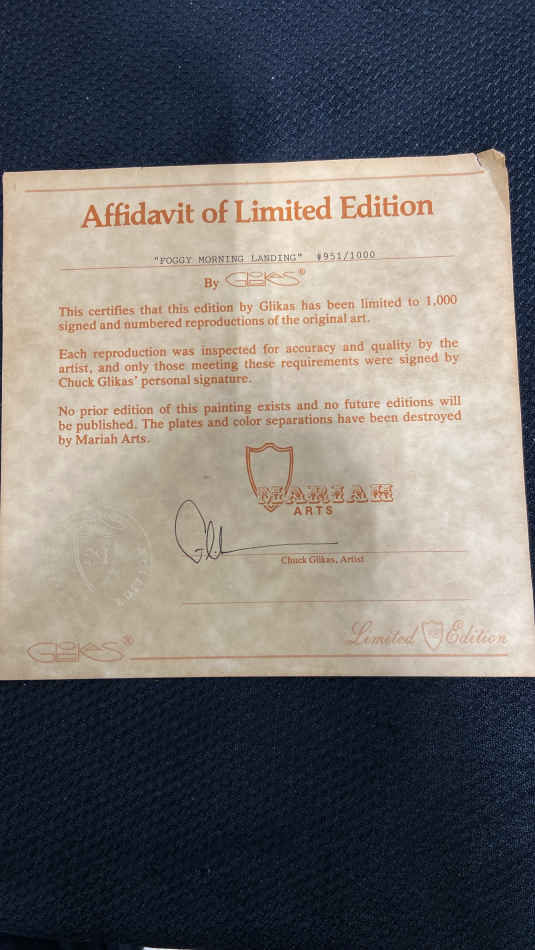 Affidavit of Limited Edition
"FOGGY MORNING LANDING" #951/1000
By GLIKAS®
This certifies that this edition by Glikas has been limited to 1,000
signed and numbered reproductions of the original art.
Each reproduction was inspected for accuracy and quality by the
artist, and only those meeting these requirements were signed by
Chuck Glikas' personal signature.
No prior edition of this painting exists and no future editions will
be published. The plates and color separations have been destroyed
by Mariah Arts.
MARIAH
ARTS
Chuck Glikas, Artist
Limited Edition
GLIKAS®